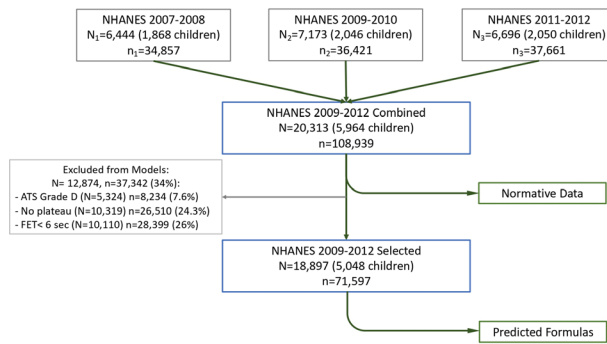 NHANES 2007-2008
N₁=6,444 (1,868 children)
n₁=34,857
NHANES 2009-2010
N₂=7,173 (2,046 children)
n₂=36,421
NHANES 2011-2012
N₃=6,696 (2,050 children)
n₃=37,661
NHANES 2009-2012 Combined
N=20,313 (5,964 children)
n=108,939
Excluded from Models:
N= 12,874, n=37,342 (34%):
- ATS Grade D (N=5,324) n=8,234 (7.6%)
- No plateau (N=10,319) n=26,510 (24.3%)
- FET< 6 sec (N=10,110) n=28,399 (26%)
Normative Data
NHANES 2009-2012 Selected
N=18,897 (5,048 children)
n=71,597
Predicted Formulas